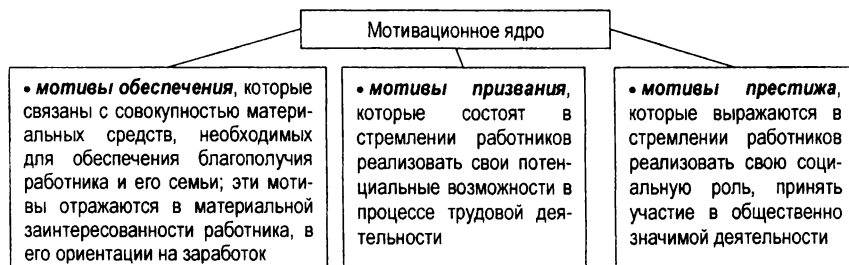 Мотивационное ядро
• мотивы обеспечения, которые
связаны с совокупностью матери-
альных средств, необходимых
для обеспечения благополучия
работника и его семьи; эти моти-
вы отражаются в материальной
заинтересованности работника, в
его ориентации на заработок
• мотивы призвания,
которые состоят в
стремлении работников
реализовать свои потен-
циальные возможности в
процессе трудовой дея-
тельности
• мотивы престижа,
которые выражаются в
стремлении работников
реализовать свою соци-
альную роль, принять
участие в общественно
значимой деятельности